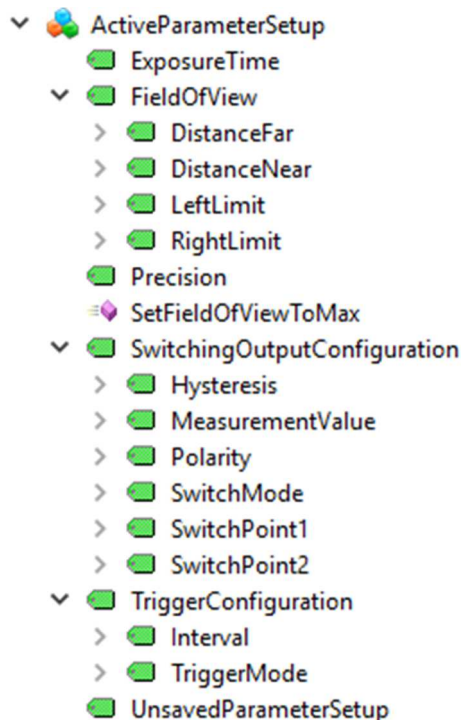 ActiveParameterSetup
ExposureTime
FieldOfView
DistanceFar
DistanceNear
LeftLimit
RightLimit
Precision
SetFieldOfViewToMax
SwitchingOutputConfiguration
Hysteresis
MeasurementValue
Polarity
SwitchMode
SwitchPoint1
SwitchPoint2
TriggerConfiguration
Interval
TriggerMode
UnsavedParameterSetup